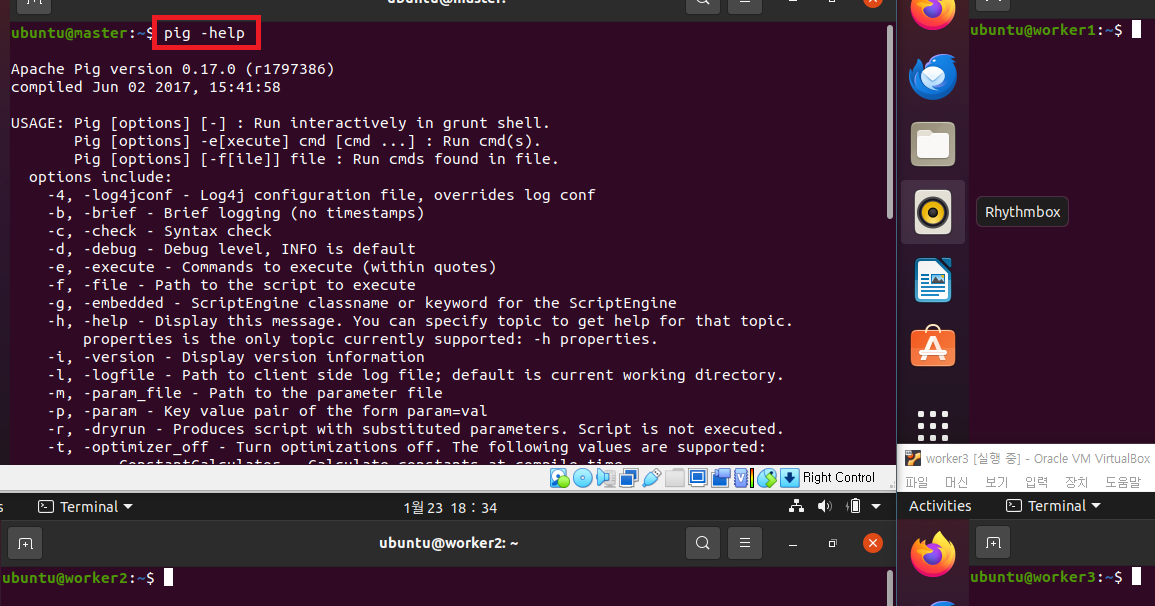 ubuntu@master: ~
ubuntu@master:~$ pig -help
Apache Pig version 0.17.0 (r1797386)
compiled Jun 02 2017, 15:41:58
USAGE: Pig [options] [-] : Run interactively in grunt shell.
Pig [options] -e[xecute] cmd [cmd ...] : Run cmd(s).
Pig [options] [-f[ile]] file : Run cmds found in file.
options include:
-4, -log4jconf - Log4j configuration file, overrides log conf
-b, -brief - Brief logging (no timestamps)
-c, -check - Syntax check
-d, -debug - Debug level, INFO is default
-e, -execute - Commands to execute (within quotes)
-f, -file - Path to the script to execute
-g, -embedded - ScriptEngine classname or keyword for the ScriptEngine
-h, -help - Display this message. You can specify topic to get help for that topic.
properties is the only topic currently supported: -h properties.
-i, -version - Display version information
-l, -logfile - Path to client side log file; default is current working directory.
-m, -param_file - Path to the parameter file
-p, -param - Key value pair of the form param=val
-r, -dryrun - Produces script with substituted parameters. Script is not executed.
-t, -optimizer_off - Turn optimizations off. The following values are supported:
ConstantCalculator - Calculate constants at compile time
Right Control
ubuntu@worker1:~$
Rhythmbox
worker3 [실행 중] - Oracle VM VirtualBox
파일 머신 보기 입력 장치 도움말
Terminal
1월 23 18：34
ubuntu@worker2: ~
ubuntu@worker2:~$
Activities
Terminal
ubuntu@worker3:~$